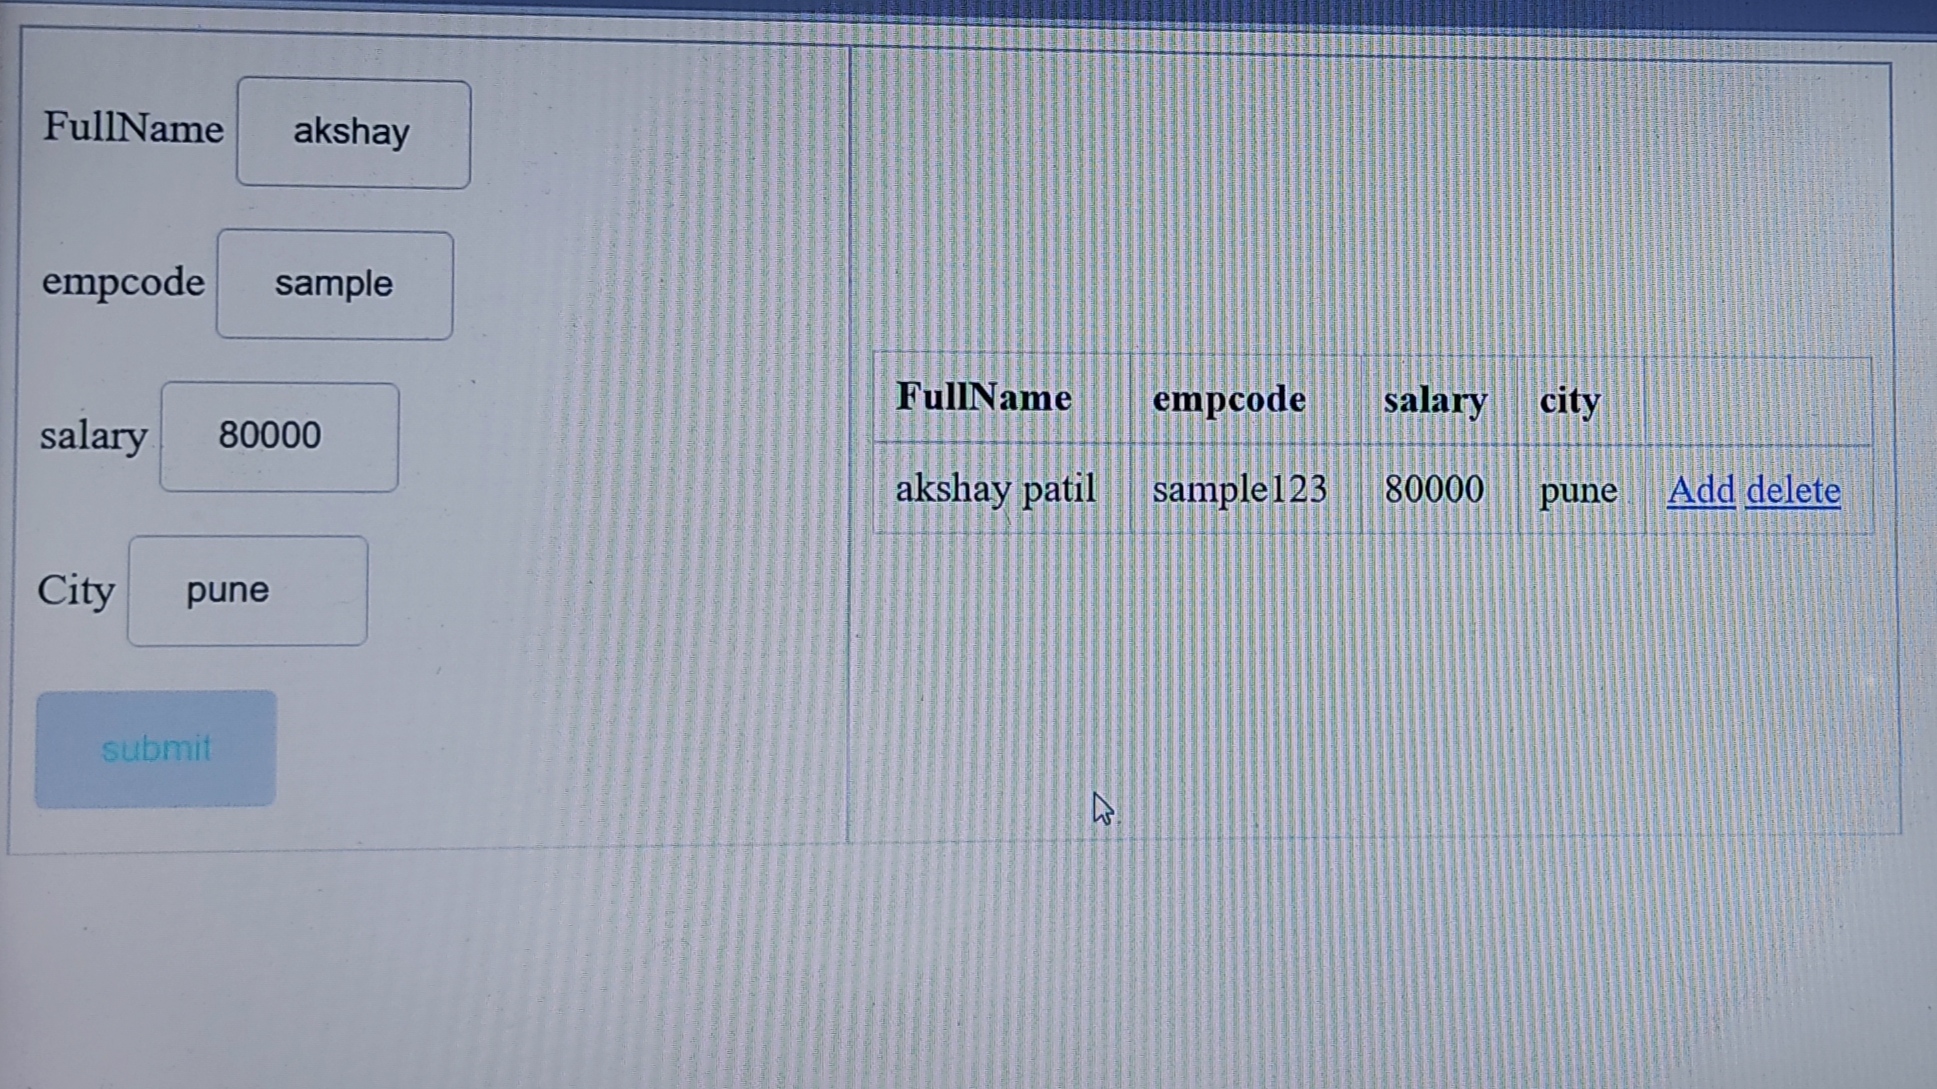 FullName akshay
empcode sample
salary 80000
City pune
submit
FullName empcode salary city
akshay patil sample123 80000 pune Add delete